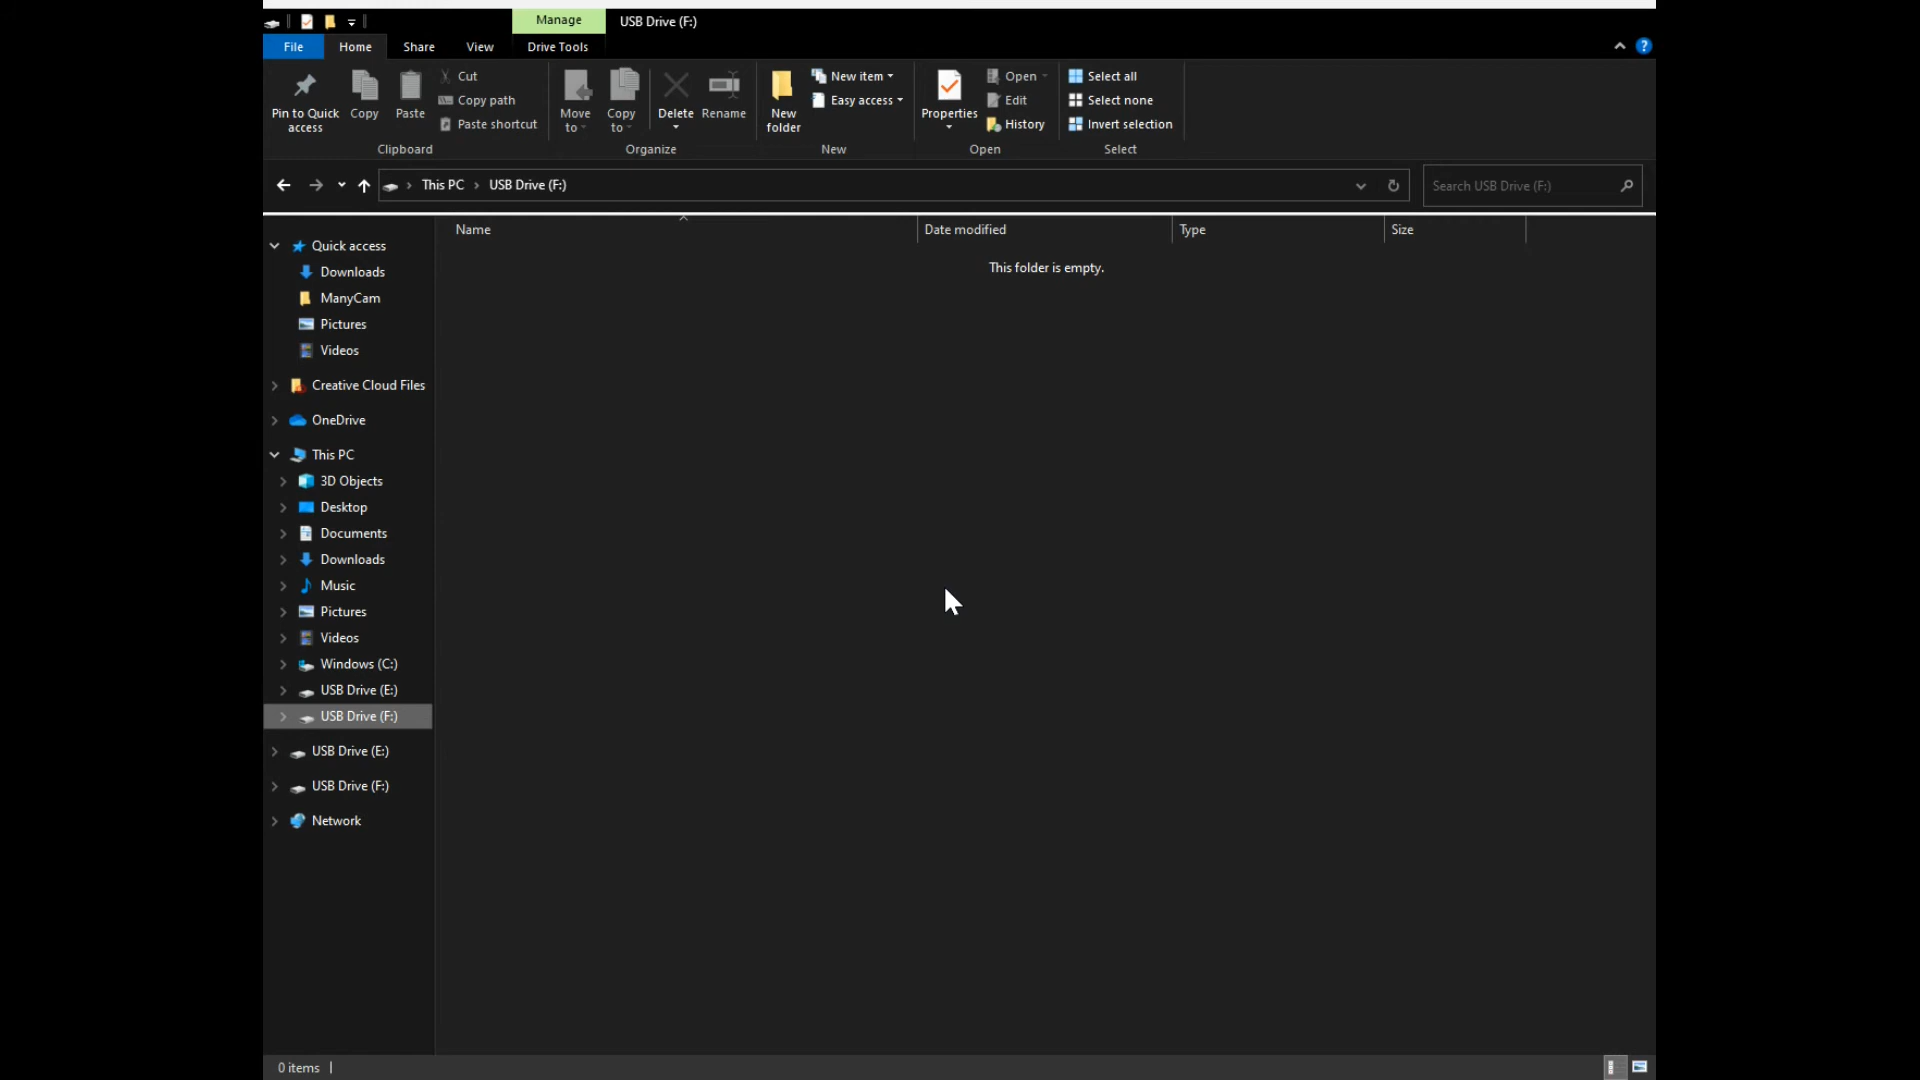 Manage
USB Drive (F:)
File
Home
Share
View
Drive Tools
?
Pin to Quick
access
Copy
Paste
Cut
Copy path
Paste shortcut
Clipboard
Move
to
Copy
to
Delete
Rename
Organize
New
folder
New item
Easy access
New
Properties
Open
Edit
History
Open
Select all
Select none
Invert selection
Select
This PC
USB Drive (F:)
Search USB Drive (F:)
Name
Date modified
Type
Size
This folder is empty.
Quick access
Downloads
ManyCam
Pictures
Videos
Creative Cloud Files
OneDrive
This PC
3D Objects
Desktop
Documents
Downloads
Music
Pictures
Videos
Windows (C:)
USB Drive (E:)
USB Drive (F:)
USB Drive (E:)
USB Drive (F:)
Network
0 items